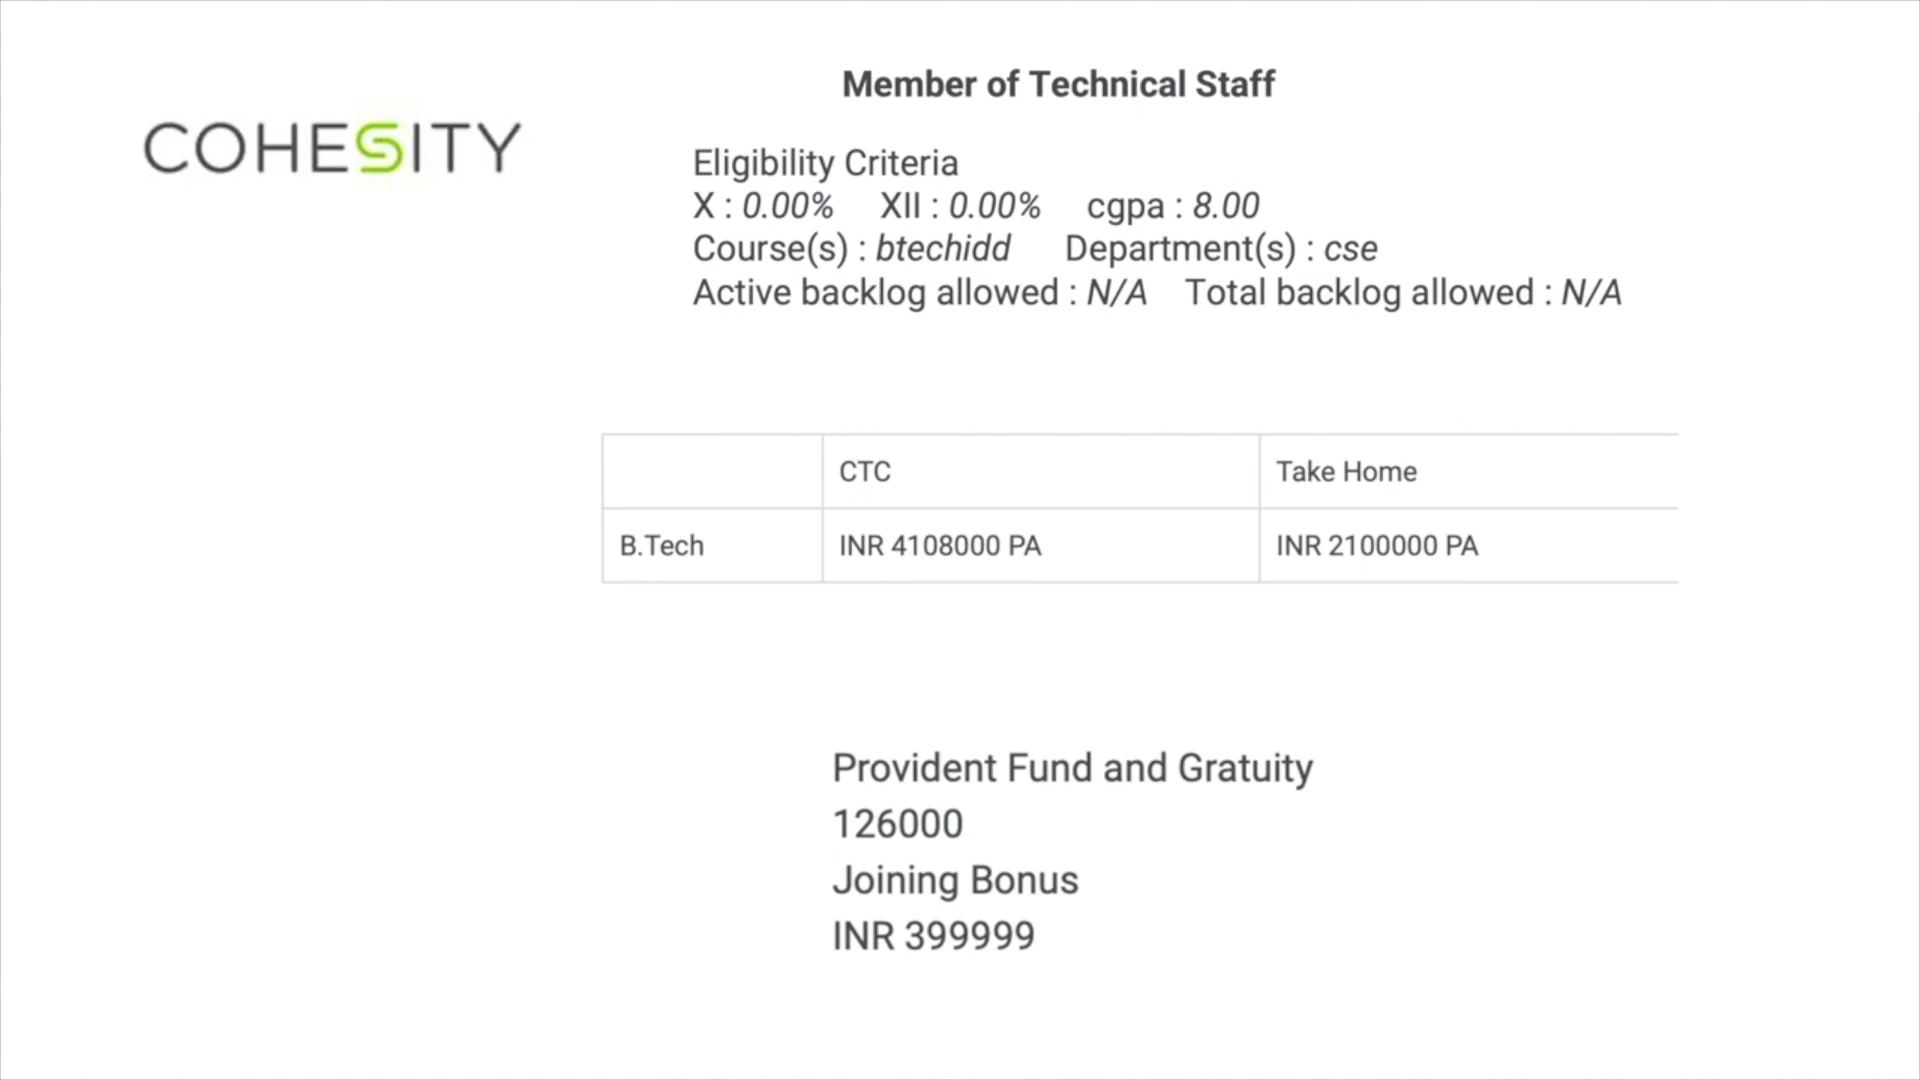 COHESITY
Member of Technical Staff
Eligibility Criteria
X : 0.00% XII : 0.00% cgpa : 8.00
Course(s) : btechidd Department(s) : cse
Active backlog allowed : N/A Total backlog allowed : N/A
CTC Take Home
B.Tech INR 4108000 PA INR 2100000 PA
Provident Fund and Gratuity
126000
Joining Bonus
INR 399999